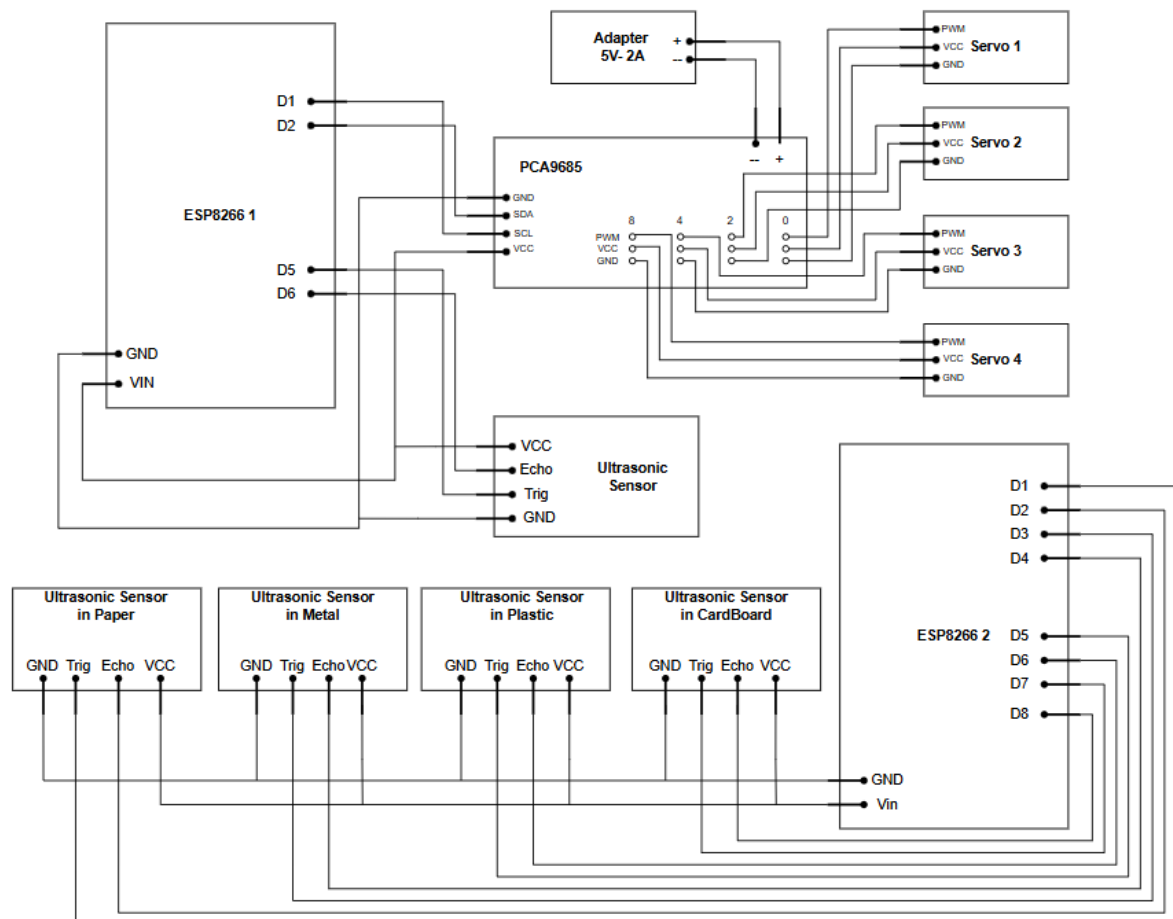 Adapter
5V- 2A
+
--
PWM
VCC
GND
Servo 1
ESP8266 1
D1
D2
D5
D6
GND
VIN
PCA9685
--
+
GND
SDA
SCL
VCC
8 4 2 0
PWM
VCC
GND
PWM
VCC
GND
Servo 2
PWM
VCC
GND
Servo 3
PWM
VCC
GND
Servo 4
VCC
Echo
Trig
GND
Ultrasonic
Sensor
Ultrasonic Sensor
in Paper
GND Trig Echo VCC
Ultrasonic Sensor
in Metal
GND Trig Echo VCC
Ultrasonic Sensor
in Plastic
GND Trig Echo VCC
Ultrasonic Sensor
in CardBoard
GND Trig Echo VCC
ESP8266 2
D1
D2
D3
D4
D5
D6
D7
D8
GND
Vin